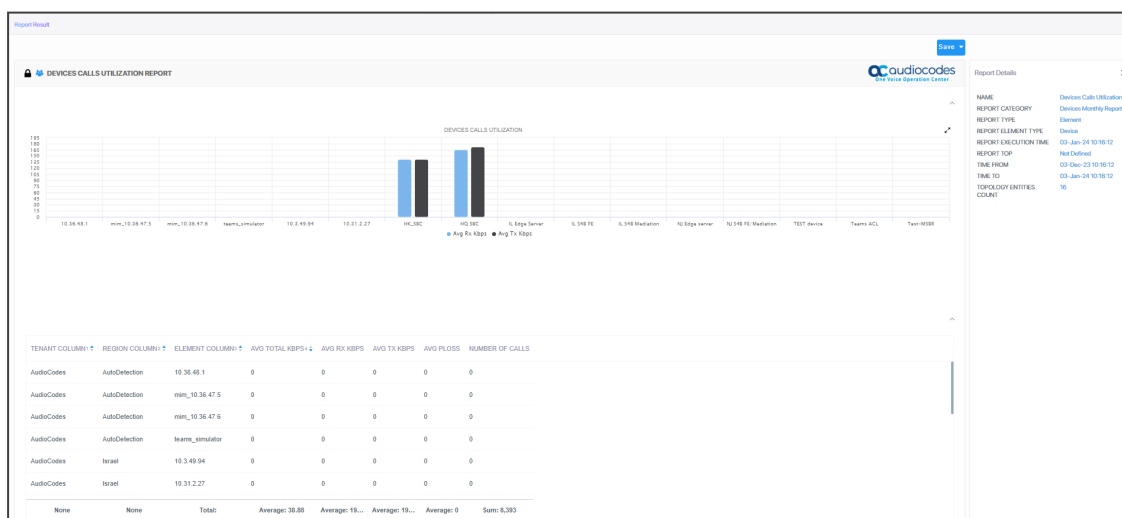 Report Result
Save
DEVICES CALLS UTILIZATION REPORT
audiocodes
One Voice Operation Center
DEVICES CALLS UTILIZATION
195
180
165
150
135
120
105
90
75
60
45
30
15
0
10.36.48.1 mim_10.36.47.5 mim_10.36.47.6 teams_simulator 10.3.49.94 10.31.2.27 HK_SBC HQ SBC IL Edge Server IL S4B FE IL S4B Mediation NJ Edge server NJ S4B FE/Mediation TEST device Teams ACL Test-MSBR
Avg Rx Kbps Avg Tx Kbps
TENANT COLUMN REGION COLUMN ELEMENT COLUMN AVG TOTAL KBPS AVG RX KBPS AVG TX KBPS AVG PLOSS NUMBER OF CALLS
AudioCodes AutoDetection 10.36.48.1 0 0 0 0 0
AudioCodes AutoDetection mim_10.36.47.5 0 0 0 0 0
AudioCodes AutoDetection mim_10.36.47.6 0 0 0 0 0
AudioCodes AutoDetection teams_simulator 0 0 0 0 0
AudioCodes Israel 10.3.49.94 0 0 0 0 0
AudioCodes Israel 10.31.2.27 0 0 0 0 0
None None Total: Average: 38.88 Average: 19... Average: 19... Average: 0 Sum: 8,393
Report Details
NAME Devices Calls Utilization
REPORT CATEGORY Devices Monthly Report
REPORT TYPE Element
REPORT ELEMENT TYPE Device
REPORT EXECUTION TIME 03-Jan-24 10:16:12
REPORT TOP Not Defined
TIME FROM 03-Dec-23 10:16:12
TIME TO 03-Jan-24 10:16:12
TOPOLOGY ENTITIES 16
COUNT